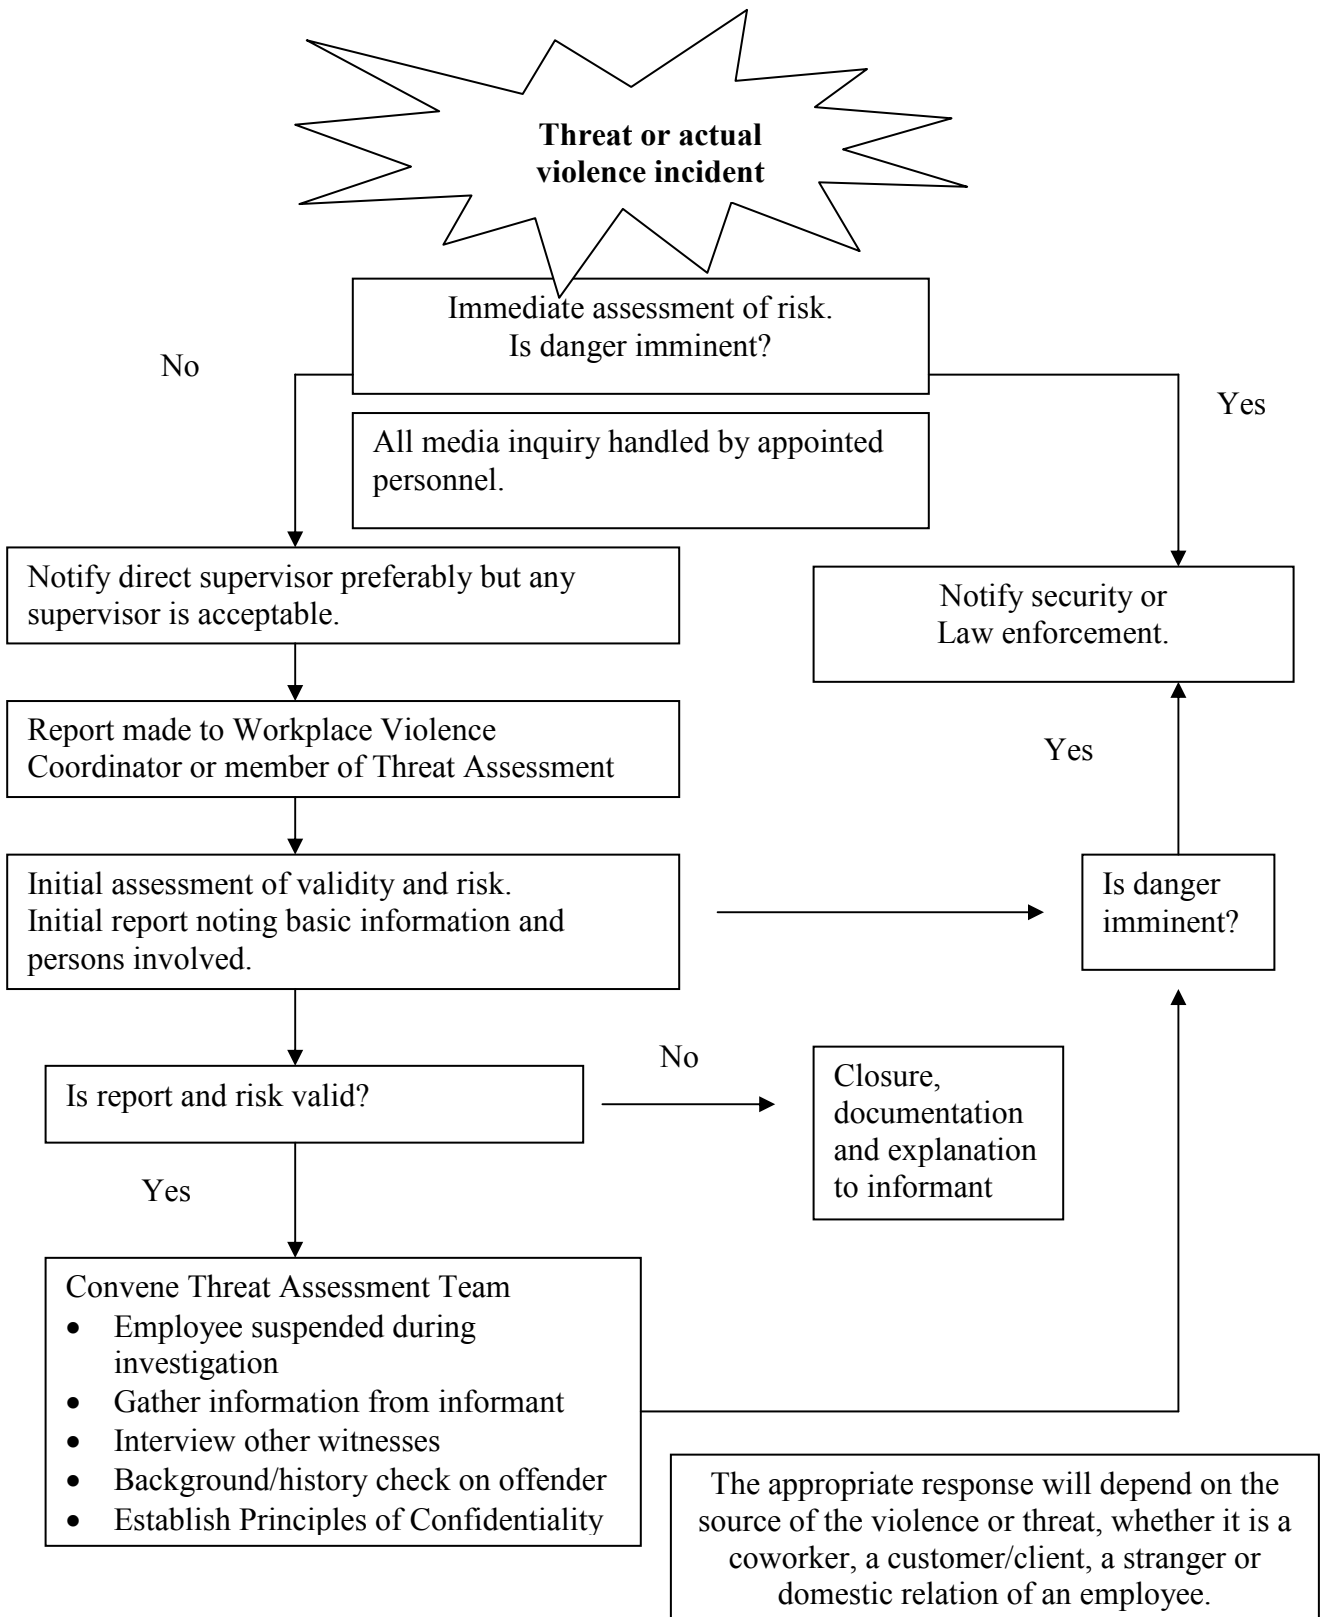 Threat or actual
violence incident
Immediate assessment of risk.
Is danger imminent?
No
Yes
All media inquiry handled by appointed
personnel.
Notify direct supervisor preferably but any
supervisor is acceptable.
Notify security or
Law enforcement.
Report made to Workplace Violence
Coordinator or member of Threat Assessment
Yes
Initial assessment of validity and risk.
Initial report noting basic information and
persons involved.
Is danger
imminent?
Is report and risk valid?
No
Closure,
documentation
and explanation
to informant
Yes
Convene Threat Assessment Team
• Employee suspended during
investigation
• Gather information from informant
• Interview other witnesses
• Background/history check on offender
• Establish Principles of Confidentiality
The appropriate response will depend on the
source of the violence or threat, whether it is a
coworker, a customer/client, a stranger or
domestic relation of an employee.